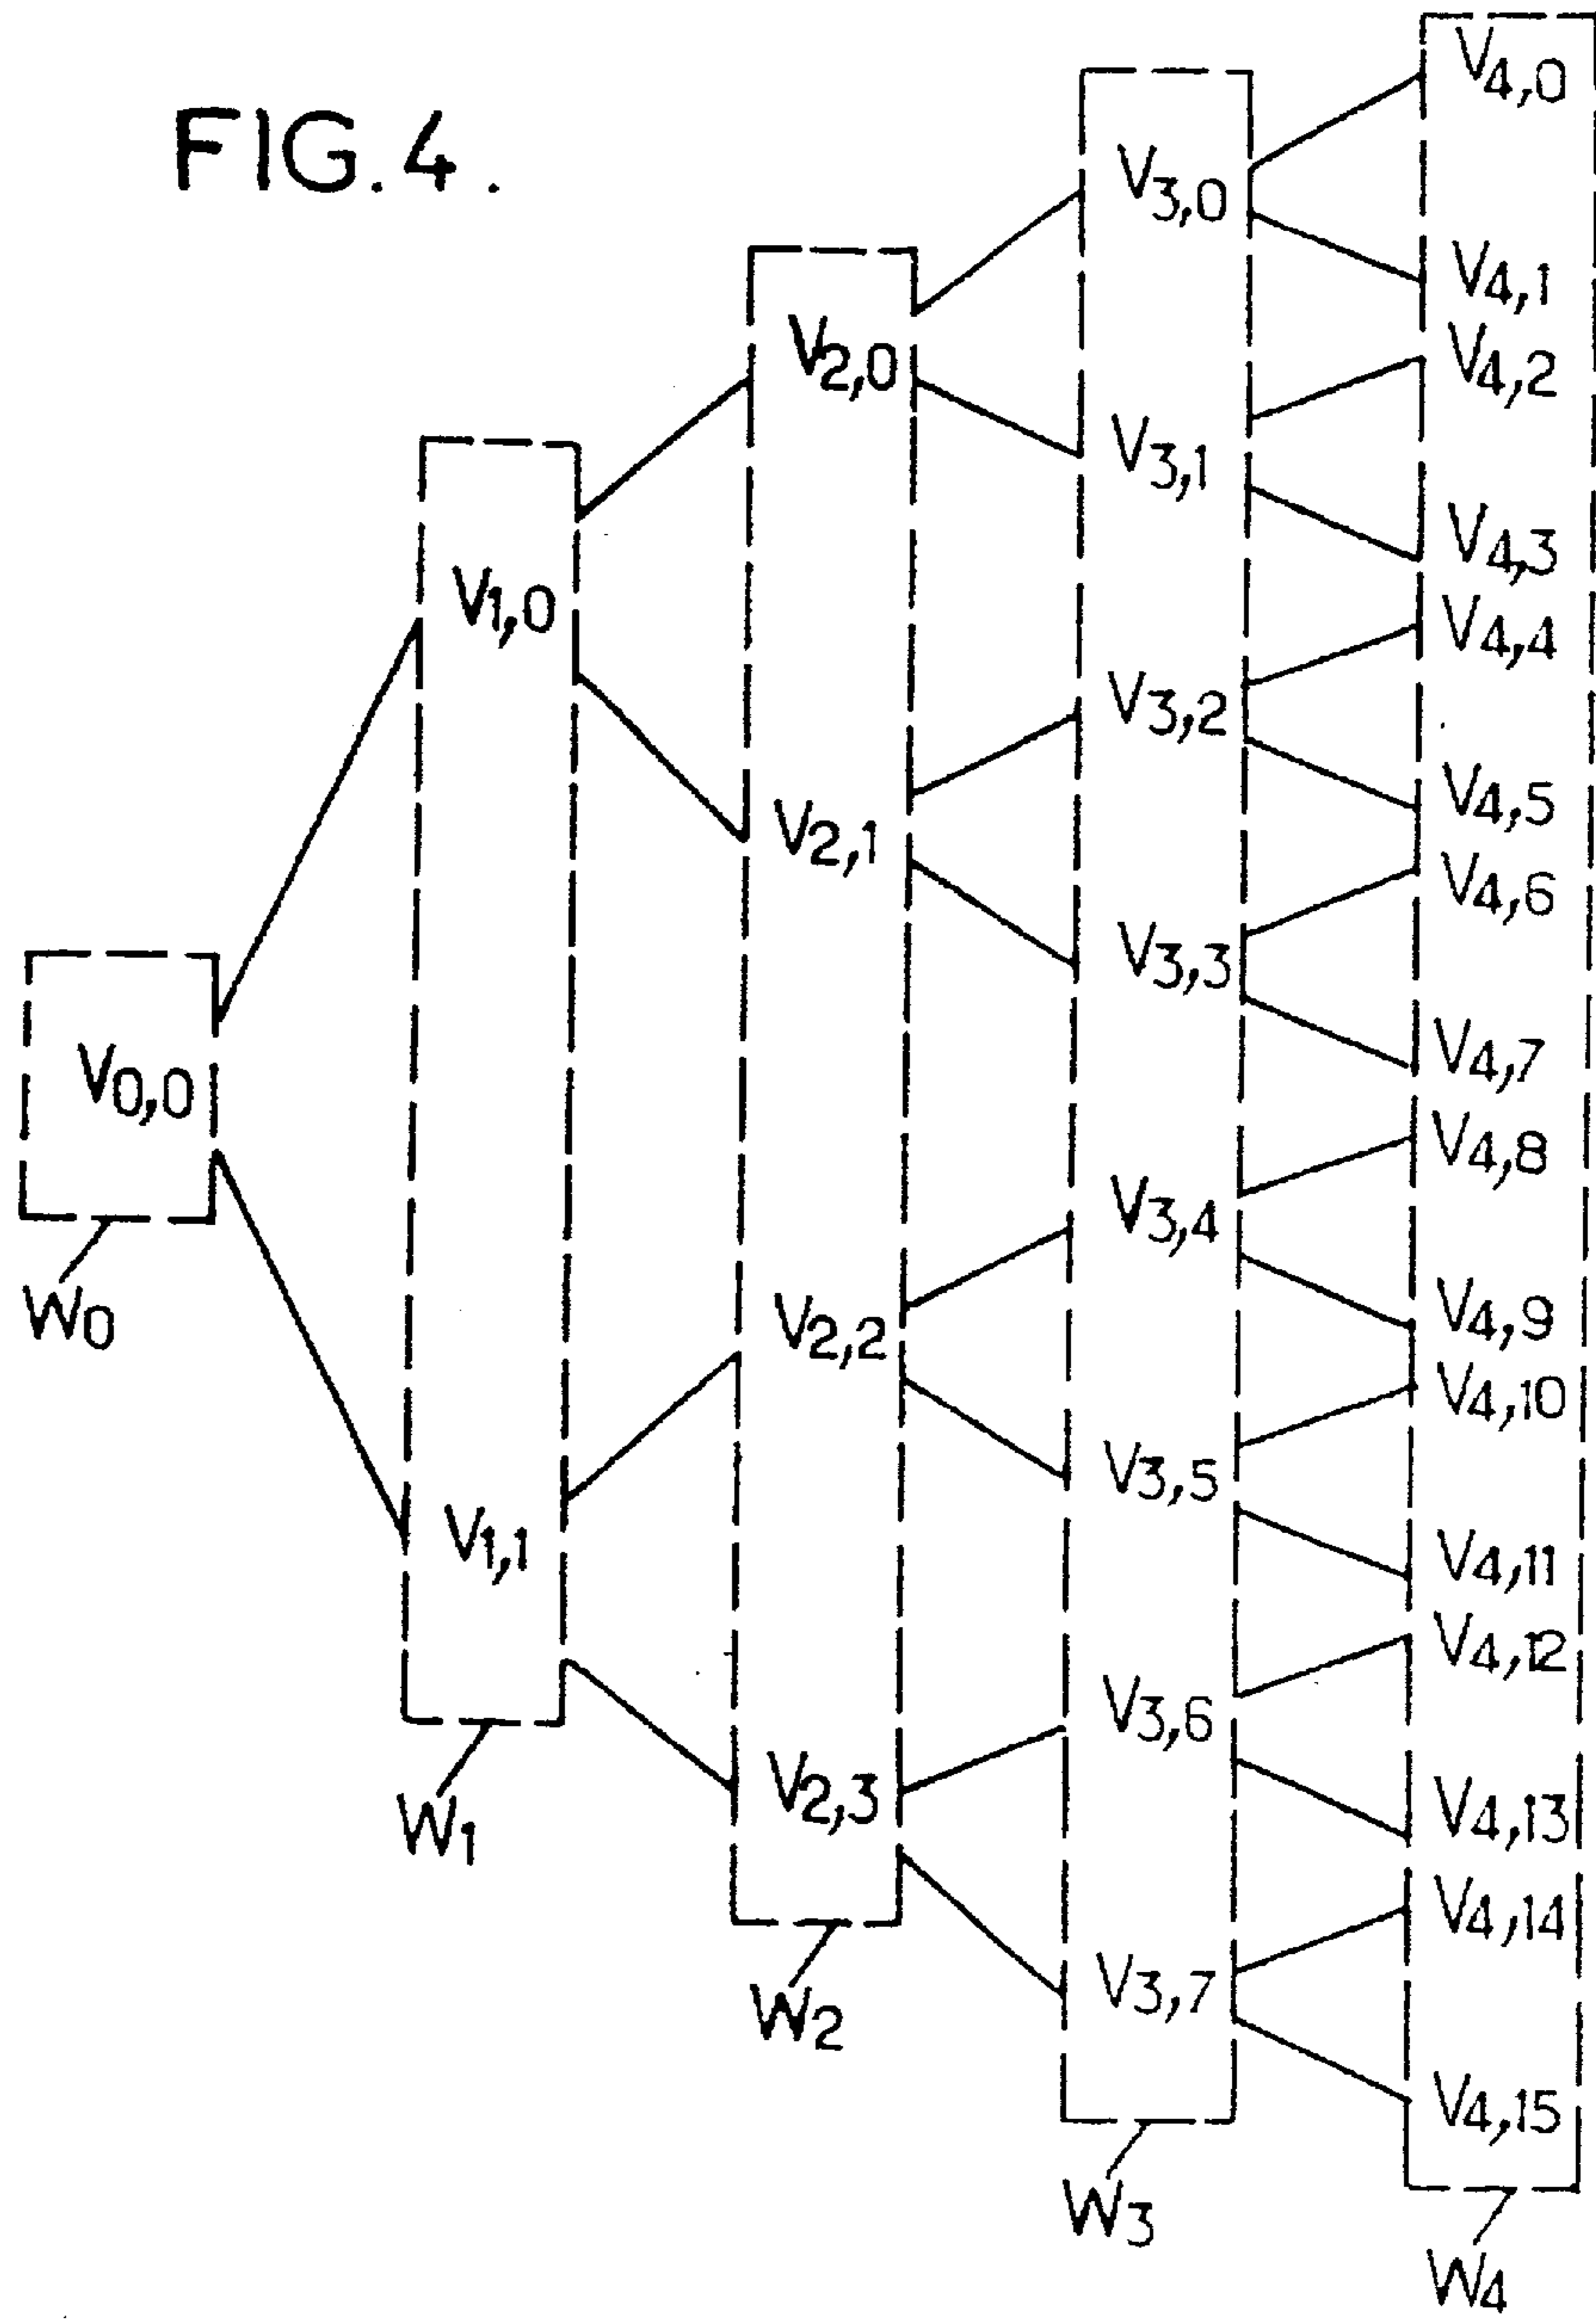 FIG. 4.
V0,0
W0
V1,0
V1,1
W1
V2,0
V2,1
V2,2
V2,3
W2
V3,0
V3,1
V3,2
V3,3
V3,4
V3,5
V3,6
V3,7
W3
V4,0
V4,1
V4,2
V4,3
V4,4
V4,5
V4,6
V4,7
V4,8
V4,9
V4,10
V4,11
V4,12
V4,13
V4,14
V4,15
W4